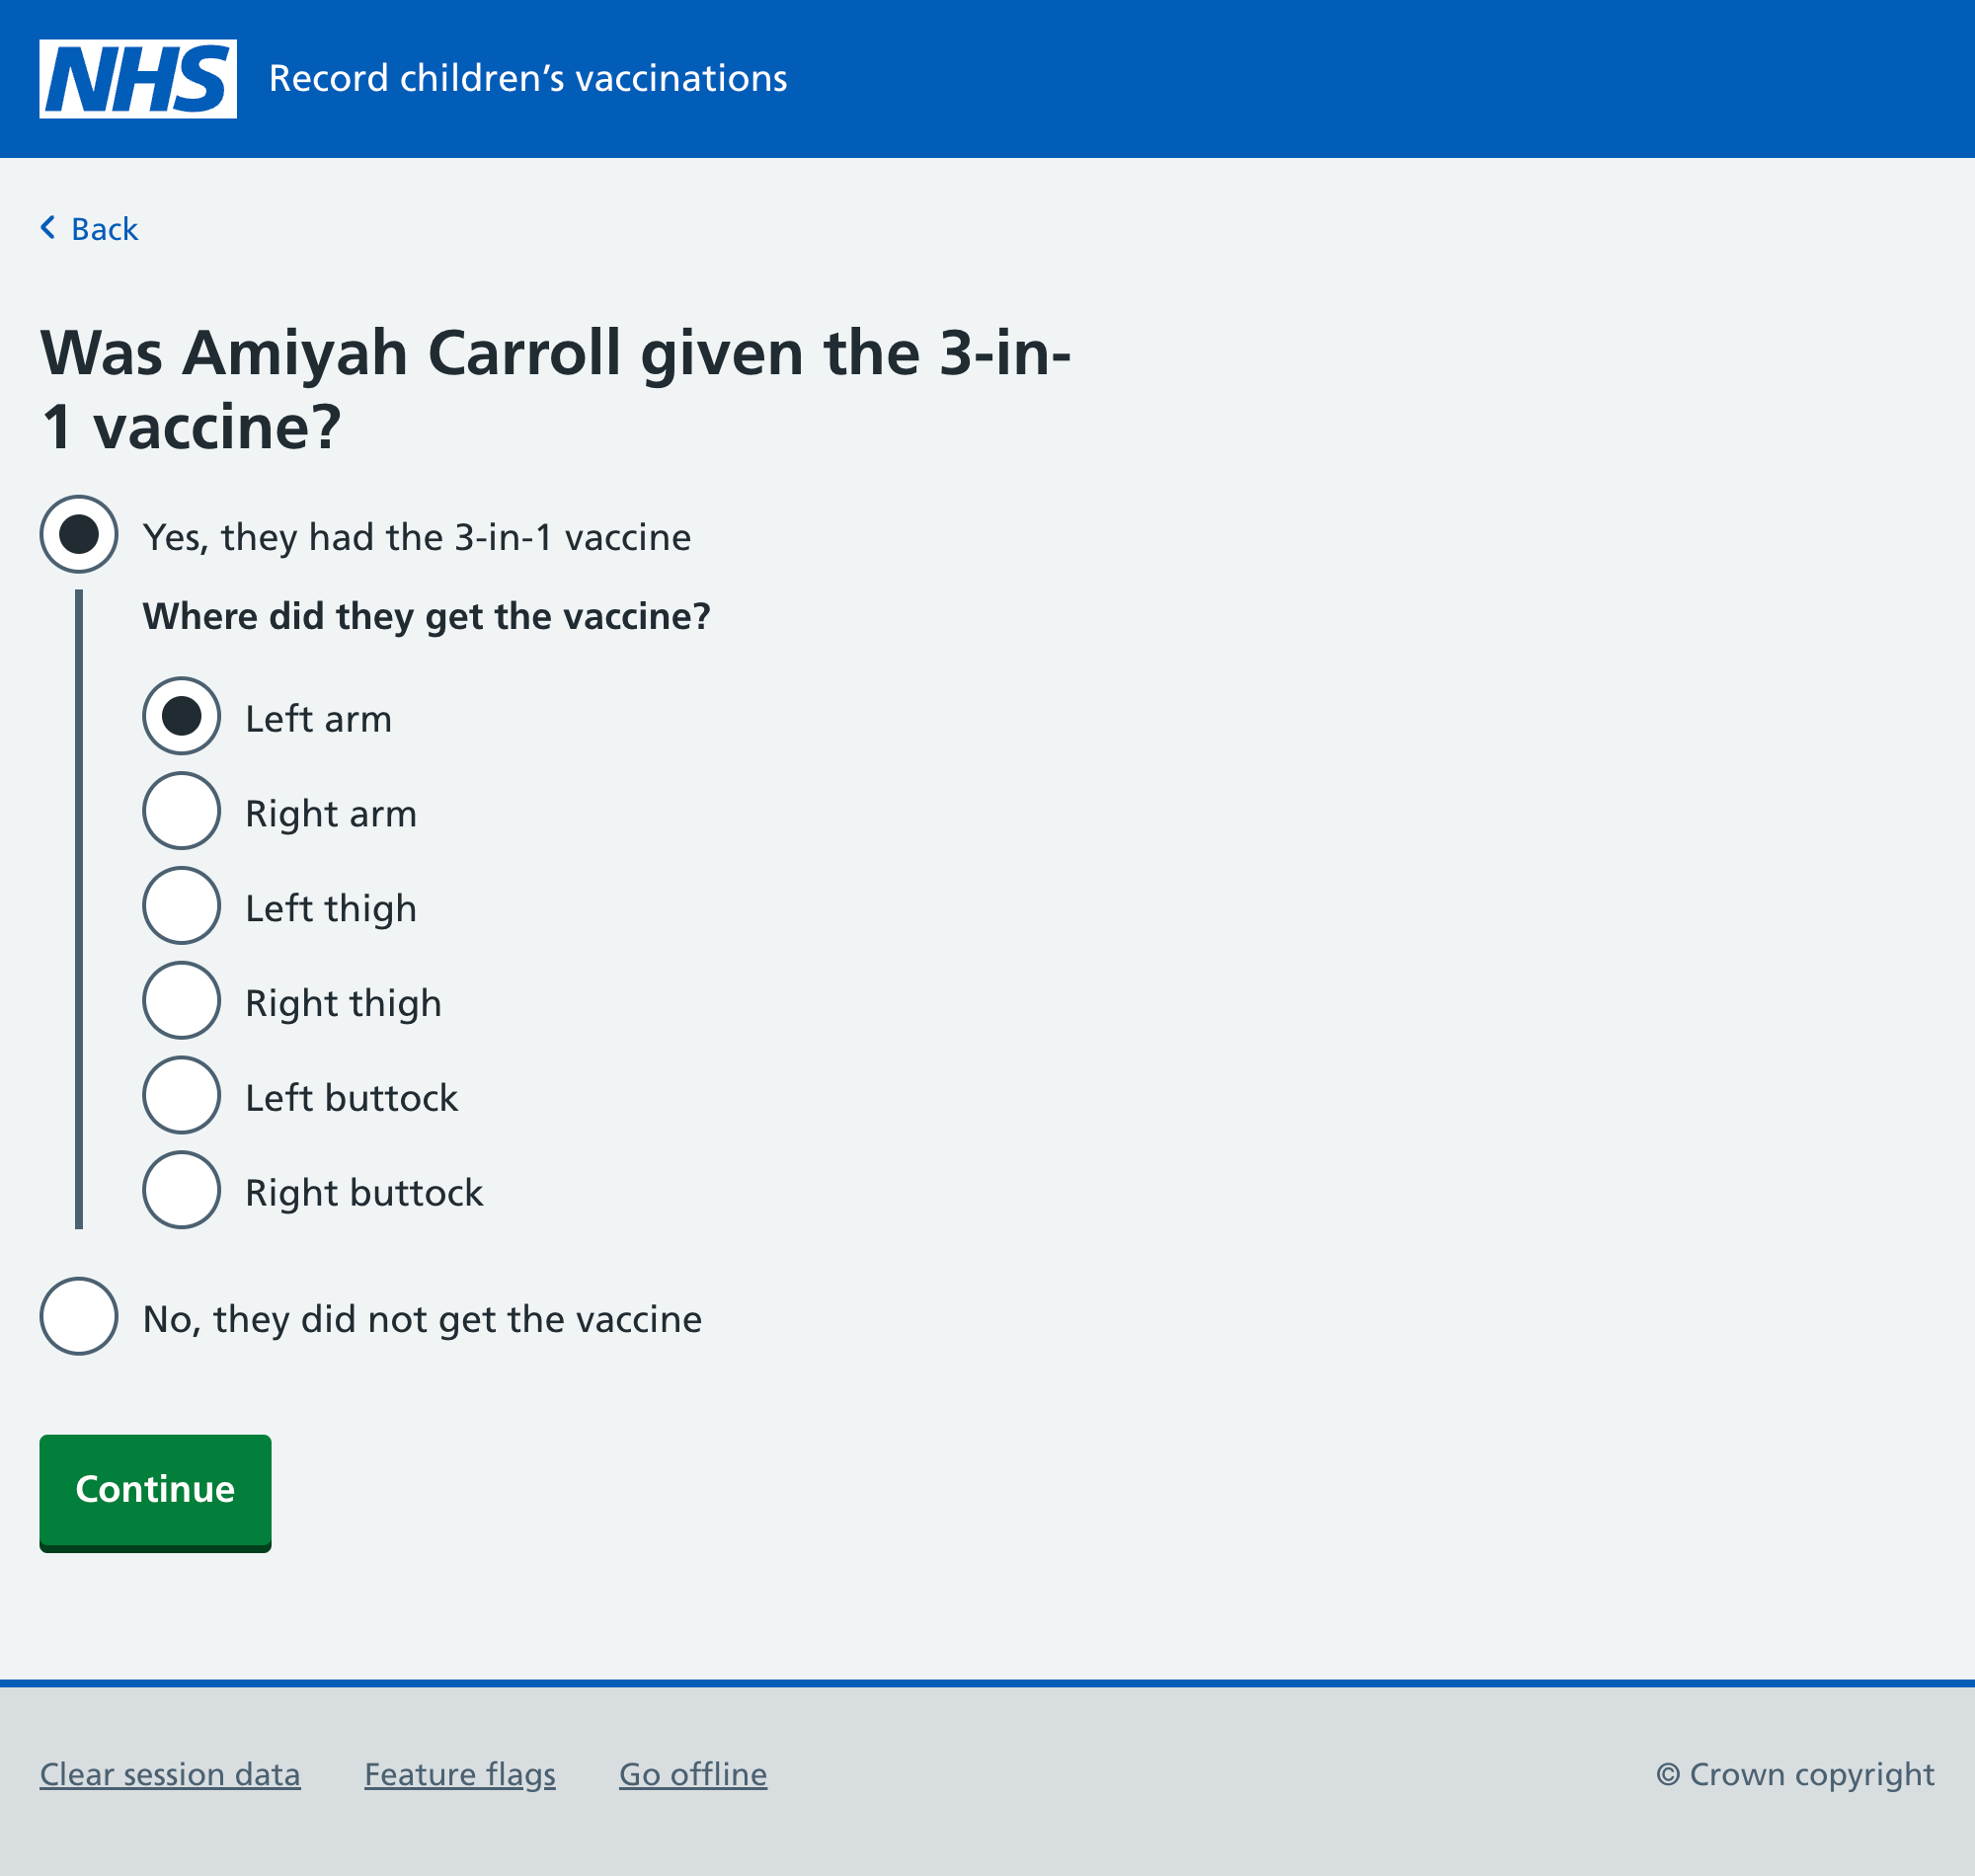 NHS Record children’s vaccinations
Back
Was Amiyah Carroll given the 3-in-
1 vaccine?
Yes, they had the 3-in-1 vaccine
Where did they get the vaccine?
Left arm
Right arm
Left thigh
Right thigh
Left buttock
Right buttock
No, they did not get the vaccine
Continue
Clear session data Feature flags Go offline © Crown copyright